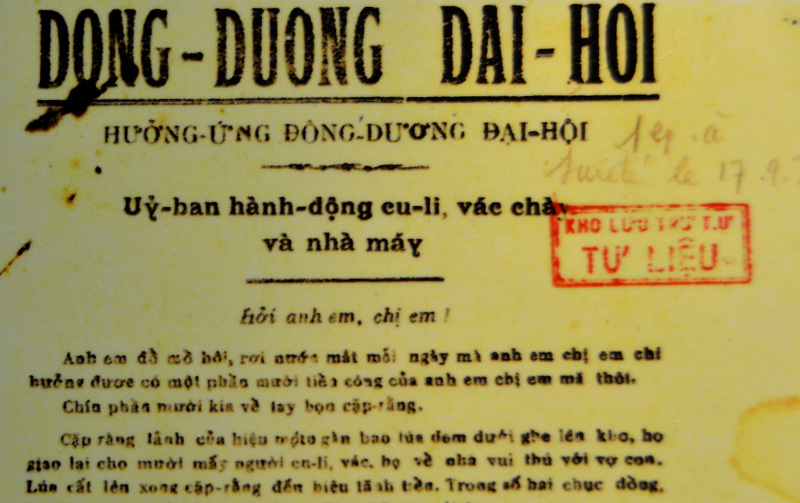 DONG-DUONG DAI-HOI
HƯỞNG-ỨNG ĐÔNG-DƯƠNG ĐẠI-HỘI
Uỷ-ban hành-động cu-li, vác chà
và nhà máy
KHO LƯU TRỮ T.Ư
TƯ LIỆU
le 17.9.
Hỡi anh em, chị em !
Anh em đổ mồ hôi, rơi nước mắt mỗi ngày mà anh em chị em chỉ
hưởng được có một phần mười tiền công của anh em chị em mà thôi.
Chín phần mười kia về tay bọn cặp-rằng.
Cặp rằng lãnh của hiệu một bao lúa đem dưới ghe lên kho, họ
giao lại cho mười mấy người cu-li, vác, họ về nhà vui thú với vợ con.
Lúa cất lên xong cặp-rằng đến hiệu lãnh tiền. Trong số hai chục đồng,